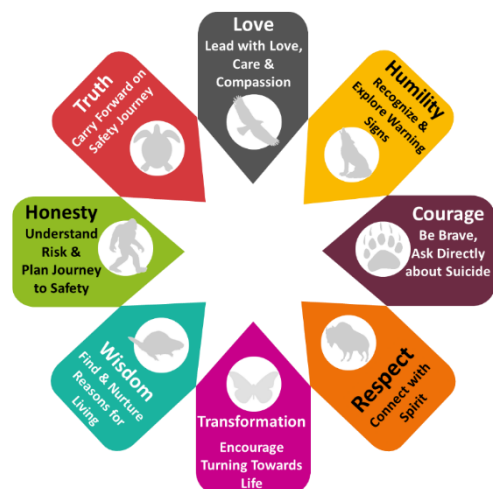 Love
Lead with Love,
Care &
Compassion
Humility
Recognize &
Explore Warning
Signs
Courage
Be Brave,
Ask Directly
about Suicide
Respect
Connect with
Spirit
Transformation
Encourage
Turning Towards
Life
Wisdom
Find & Nurture
Reasons for
Living
Honesty
Understand
Risk &
Plan Journey
to Safety
Truth
Carry Forward on
Safety Journey